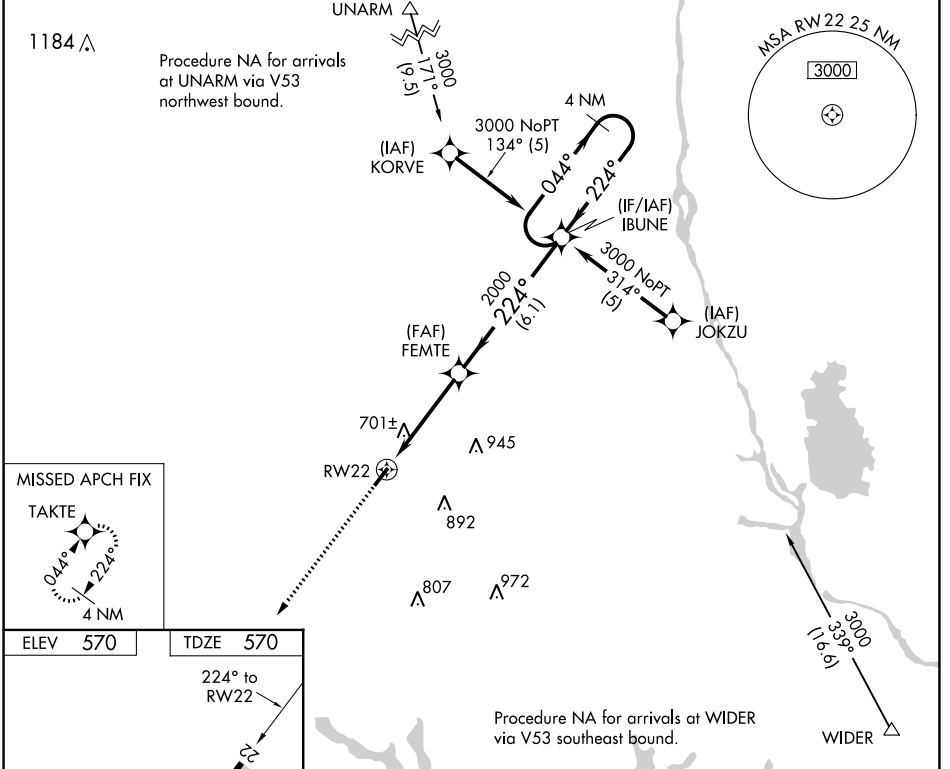 UNARM
1184
Procedure NA for arrivals
at UNARM via V53
northwest bound.
3000
171°
(9.5)
MSA RW22 25 NM
3000
4 NM
3000 NoPT
134° (5)
(IAF)
KORVE
044°
224°
(IF/IAF)
IBUNE
3000 NoPT
314°
(5)
(IAF)
JOKZU
2000
224°
(6.1)
(FAF)
FEMTE
701±
945
RW22
892
MISSED APCH FIX
TAKTE
044°
224°
4 NM
807
972
3000
339°
(16.6)
ELEV 570
TDZE 570
224° to
RW22
22
Procedure NA for arrivals at WIDER
via V53 southeast bound.
WIDER